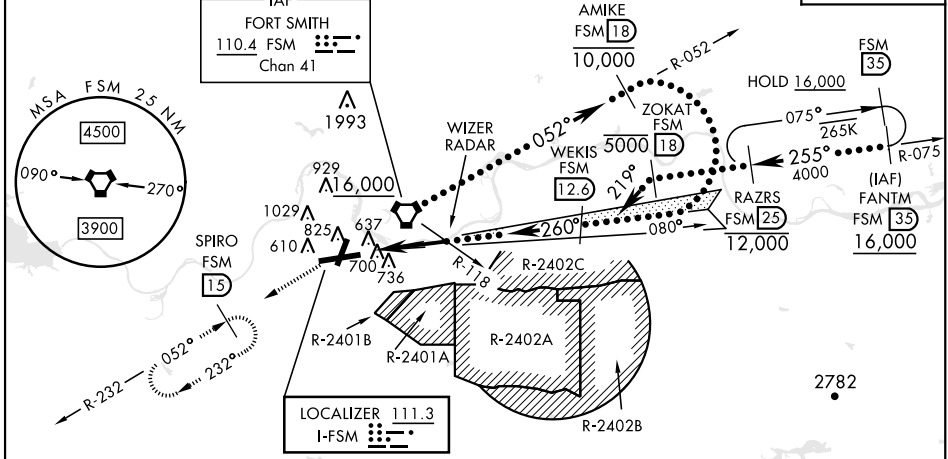 IAF
FORT SMITH
110.4 FSM
Chan 41
MSA FSM 25 NM
4500
090°
270°
3900
1993
929
16,000
1029
825
637
610
700
736
SPIRO
FSM
15
052°
232°
R-232
WIZER
RADAR
052°
AMIKE
FSM 18
10,000
R-052
ZOKAT
FSM
5000 18
WEKIS
FSM
12.6
219°
260°
080°
R-118
FSM
35
HOLD 16,000
075°
265K
255°
4000
R-075
RAZRS
FSM 25
12,000
(IAF)
FANTM
FSM 35
16,000
R-2402C
R-2401B
R-2401A
R-2402A
R-2402B
2782
LOCALIZER 111.3
I-FSM